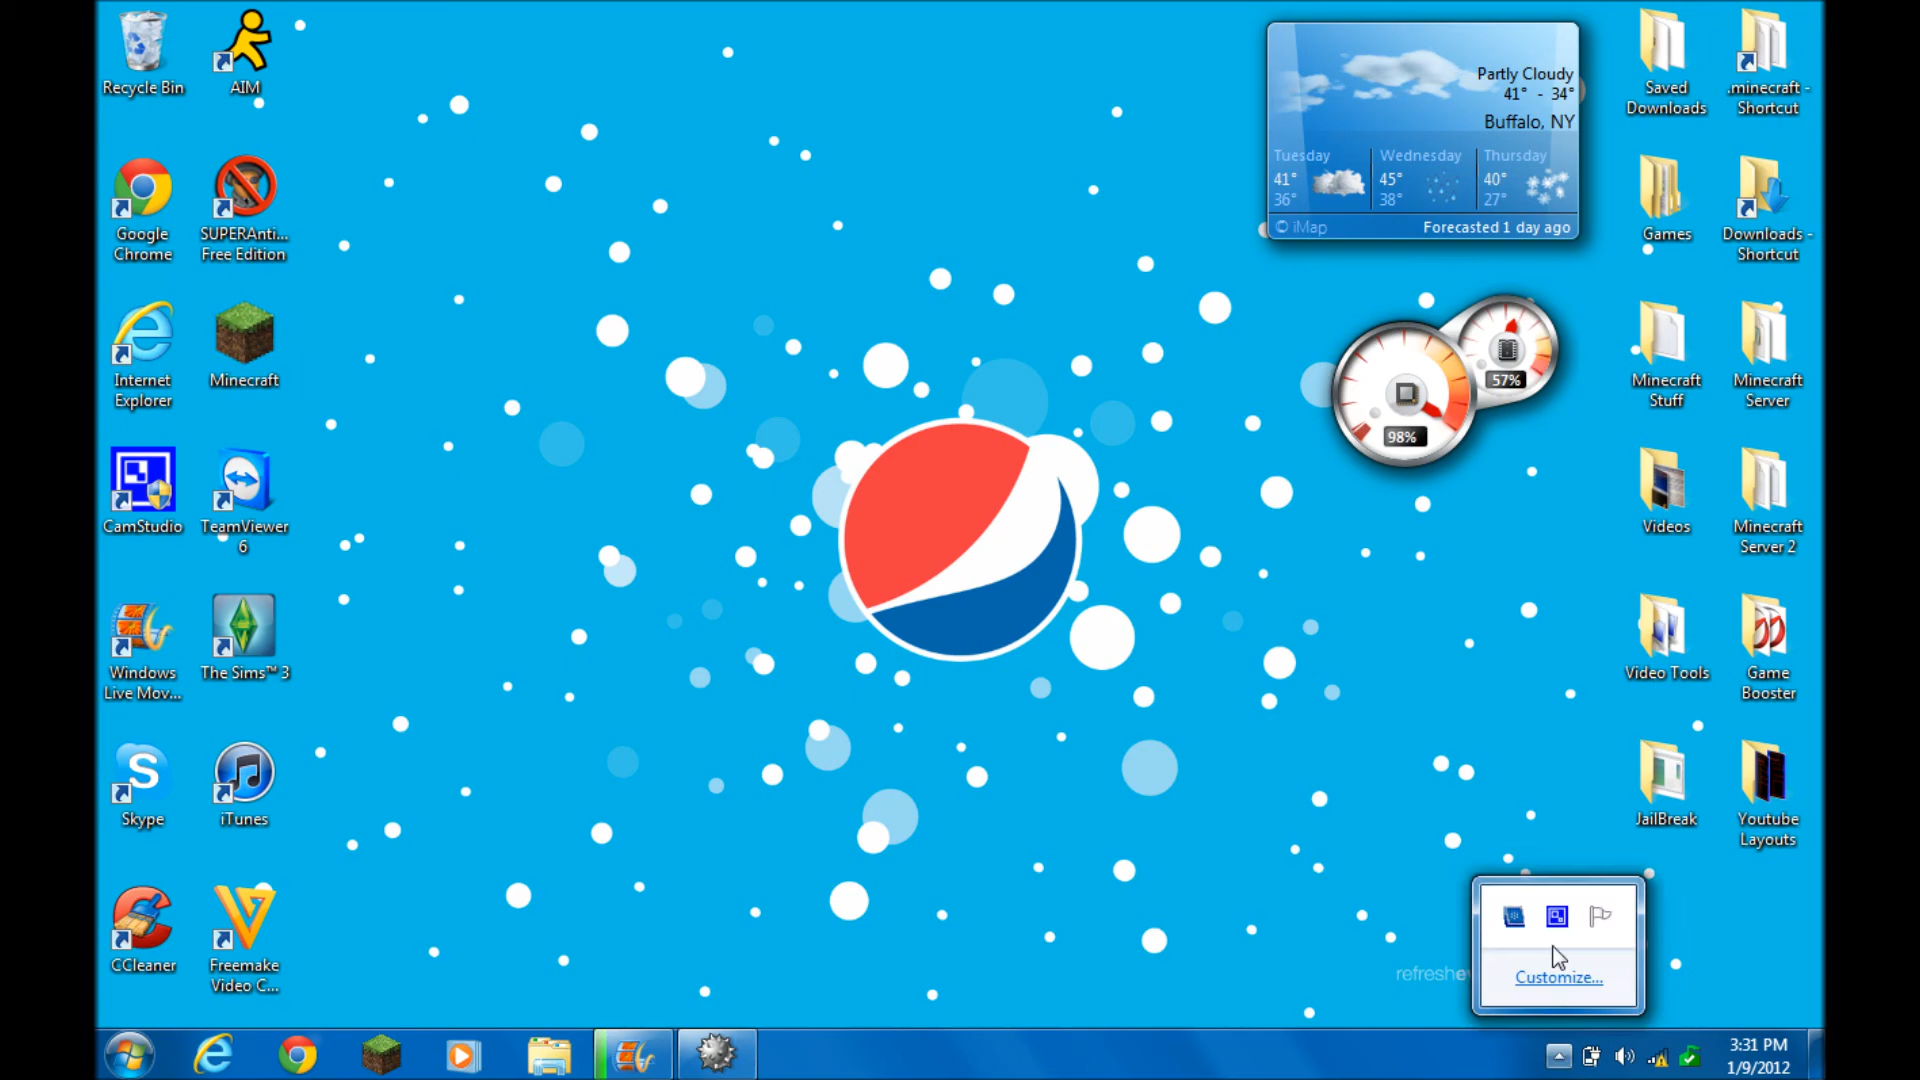 Recycle Bin
AIM
Google
Chrome
SUPERAnti...
Free Edition
Internet
Explorer
Minecraft
CamStudio
TeamViewer
6
Windows
Live Mov...
The Sims™ 3
Skype
iTunes
CCleaner
Freemake
Video C...
Partly Cloudy
41° - 34°
Buffalo, NY
Tuesday
41°
36°
Wednesday
45°
38°
Thursday
40°
27°
© iMap
Forecasted 1 day ago
57%
98%
Saved
Downloads
.minecraft -
Shortcut
Games
Downloads -
Shortcut
Minecraft
Stuff
Minecraft
Server
Videos
Minecraft
Server 2
Video Tools
Game
Booster
JailBreak
Youtube
Layouts
Customize...
3:31 PM
1/9/2012